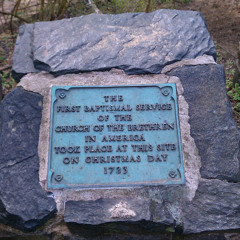 THE
FIRST BAPTISMAL SERVICE
OF THE
CHURCH OF THE BRETHREN
IN AMERICA
TOOK PLACE AT THIS SITE
ON CHRISTMAS DAY
1723